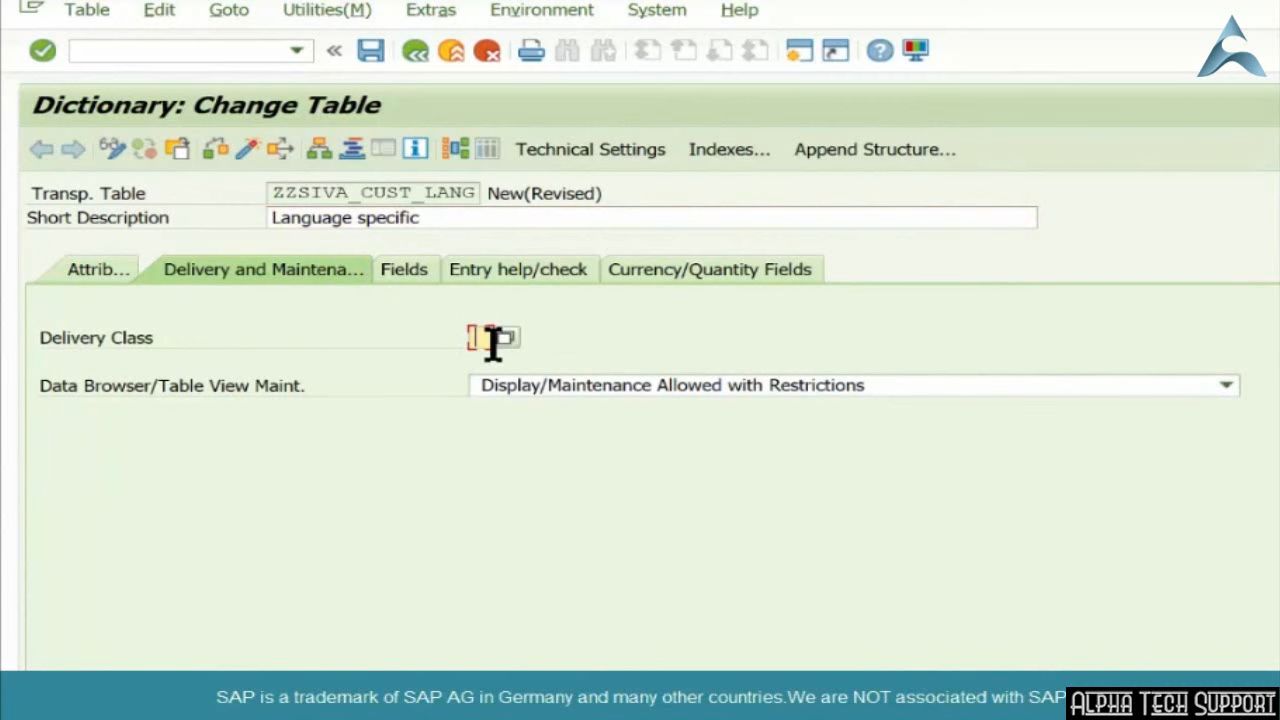 Table Edit Goto Utilities(M) Extras Environment System Help
Dictionary: Change Table
Technical Settings Indexes... Append Structure...
Transp. Table ZZSIVA_CUST_LANG New(Revised)
Short Description Language specific
Attrib... Delivery and Maintena... Fields Entry help/check Currency/Quantity Fields
Delivery Class
Data Browser/Table View Maint. Display/Maintenance Allowed with Restrictions
SAP is a trademark of SAP AG in Germany and many other countries.We are NOT associated with SAP
ALPHA TECH SUPPORT